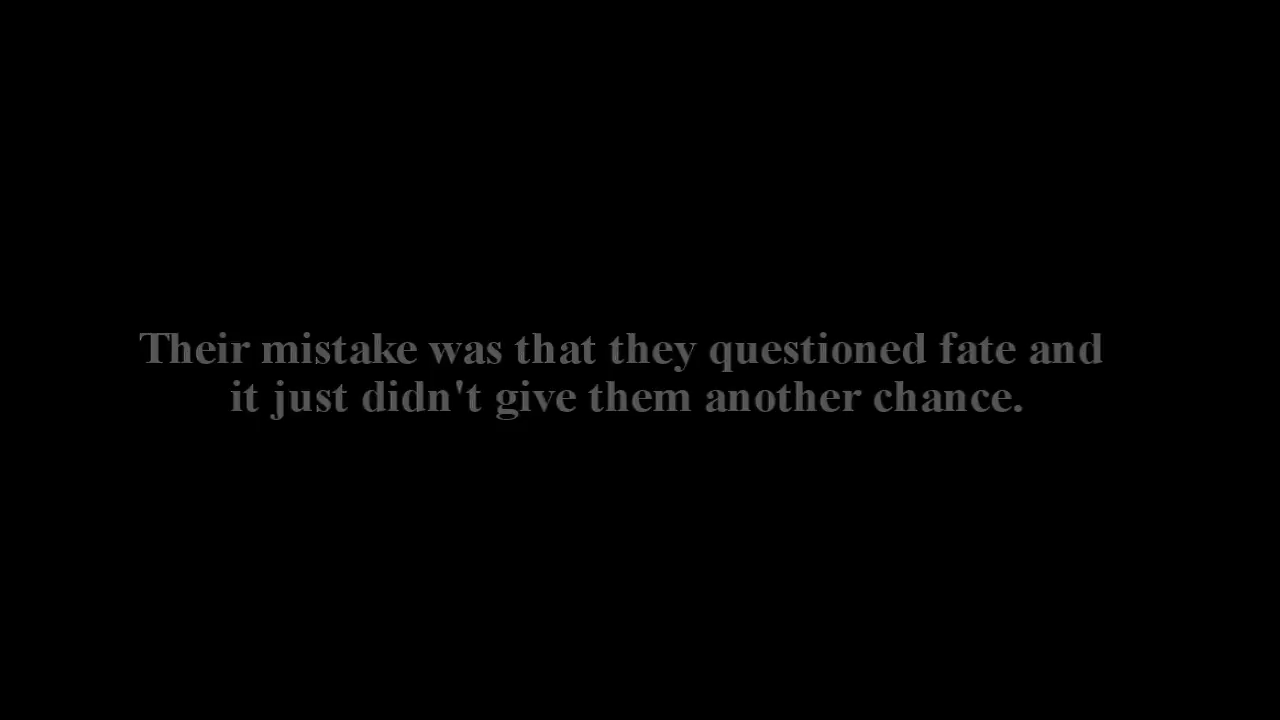 Their mistake was that they questioned fate and
it just didn't give them another chance.